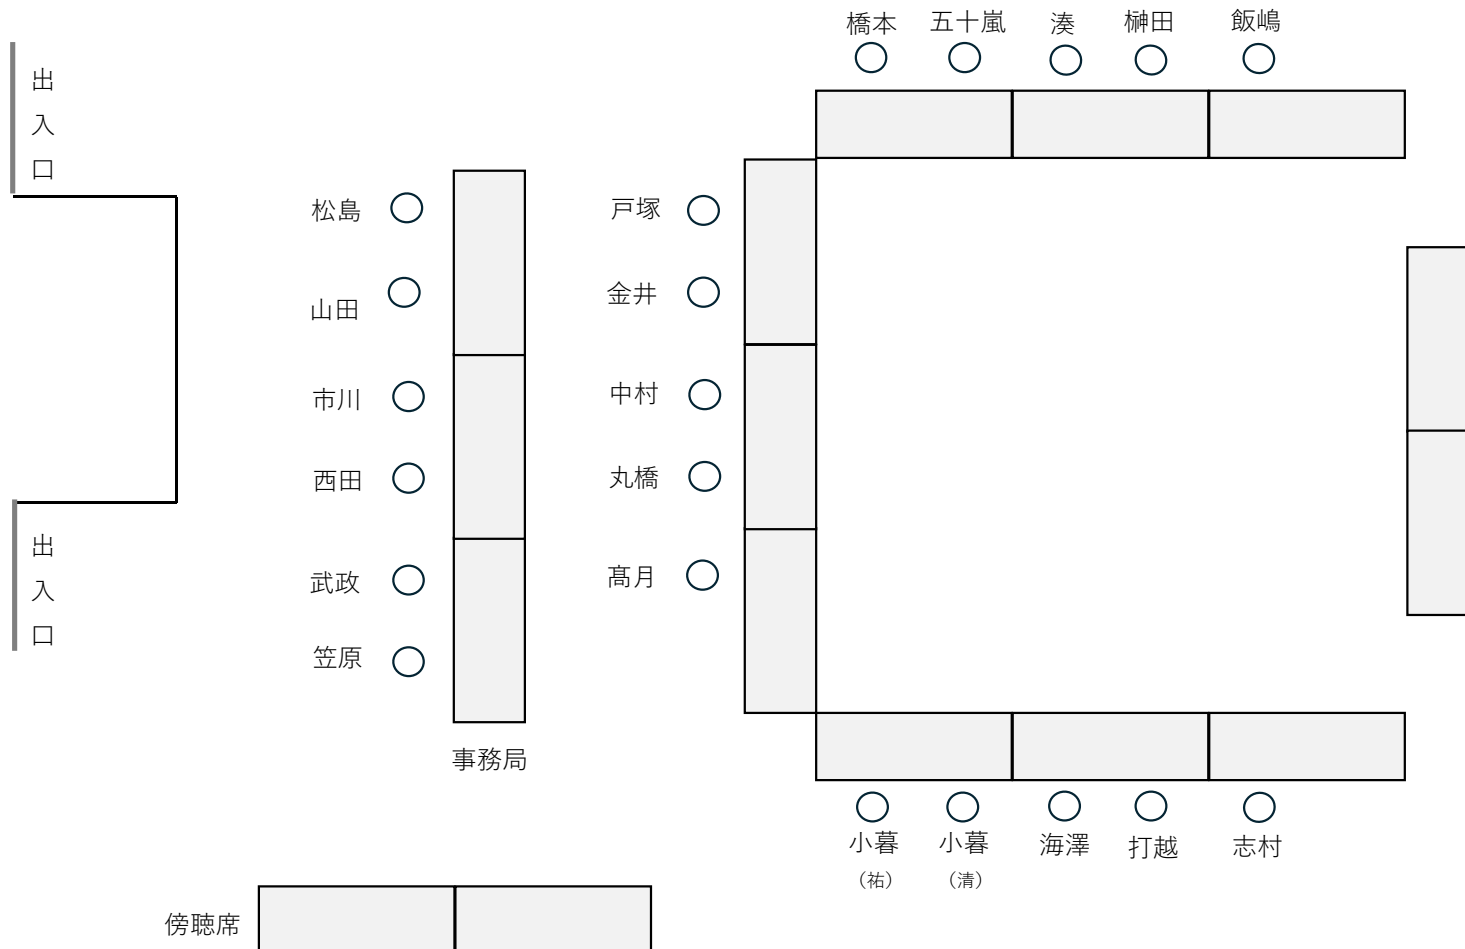 橋本 五十嵐 湊 榊田 飯嶋
出入口
松島 戸塚
山田 金井
市川 中村
西田 丸橋
出入口
武政 髙月
笠原
事務局
小暮 小暮 海澤 打越 志村
（祐） （清）
傍聴席